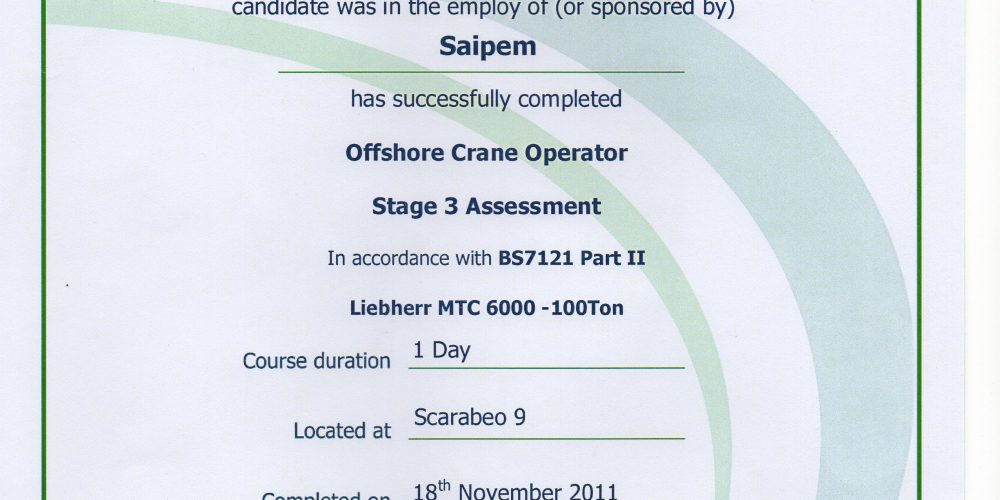 candidate was in the employ of (or sponsored by)
Saipem
has successfully completed
Offshore Crane Operator
Stage 3 Assessment
In accordance with BS7121 Part II
Liebherr MTC 6000 -100Ton
Course duration 1 Day
Located at Scarabeo 9
Completed on 18th November 2011